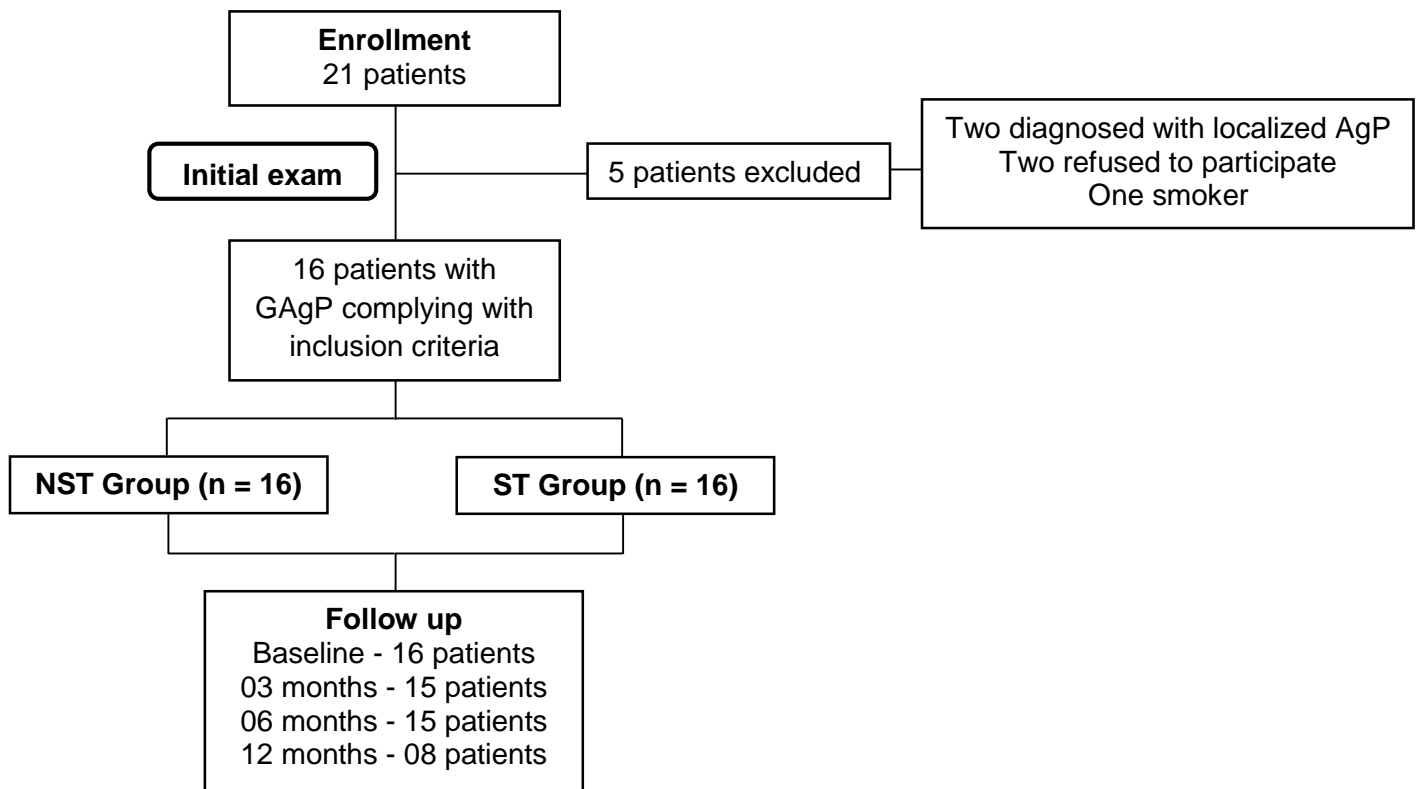 Enrollment
21 patients
Initial exam
5 patients excluded
Two diagnosed with localized AgP
Two refused to participate
One smoker
16 patients with
GAgP complying with
inclusion criteria
NST Group (n = 16)
ST Group (n = 16)
Follow up
Baseline - 16 patients
03 months - 15 patients
06 months - 15 patients
12 months - 08 patients